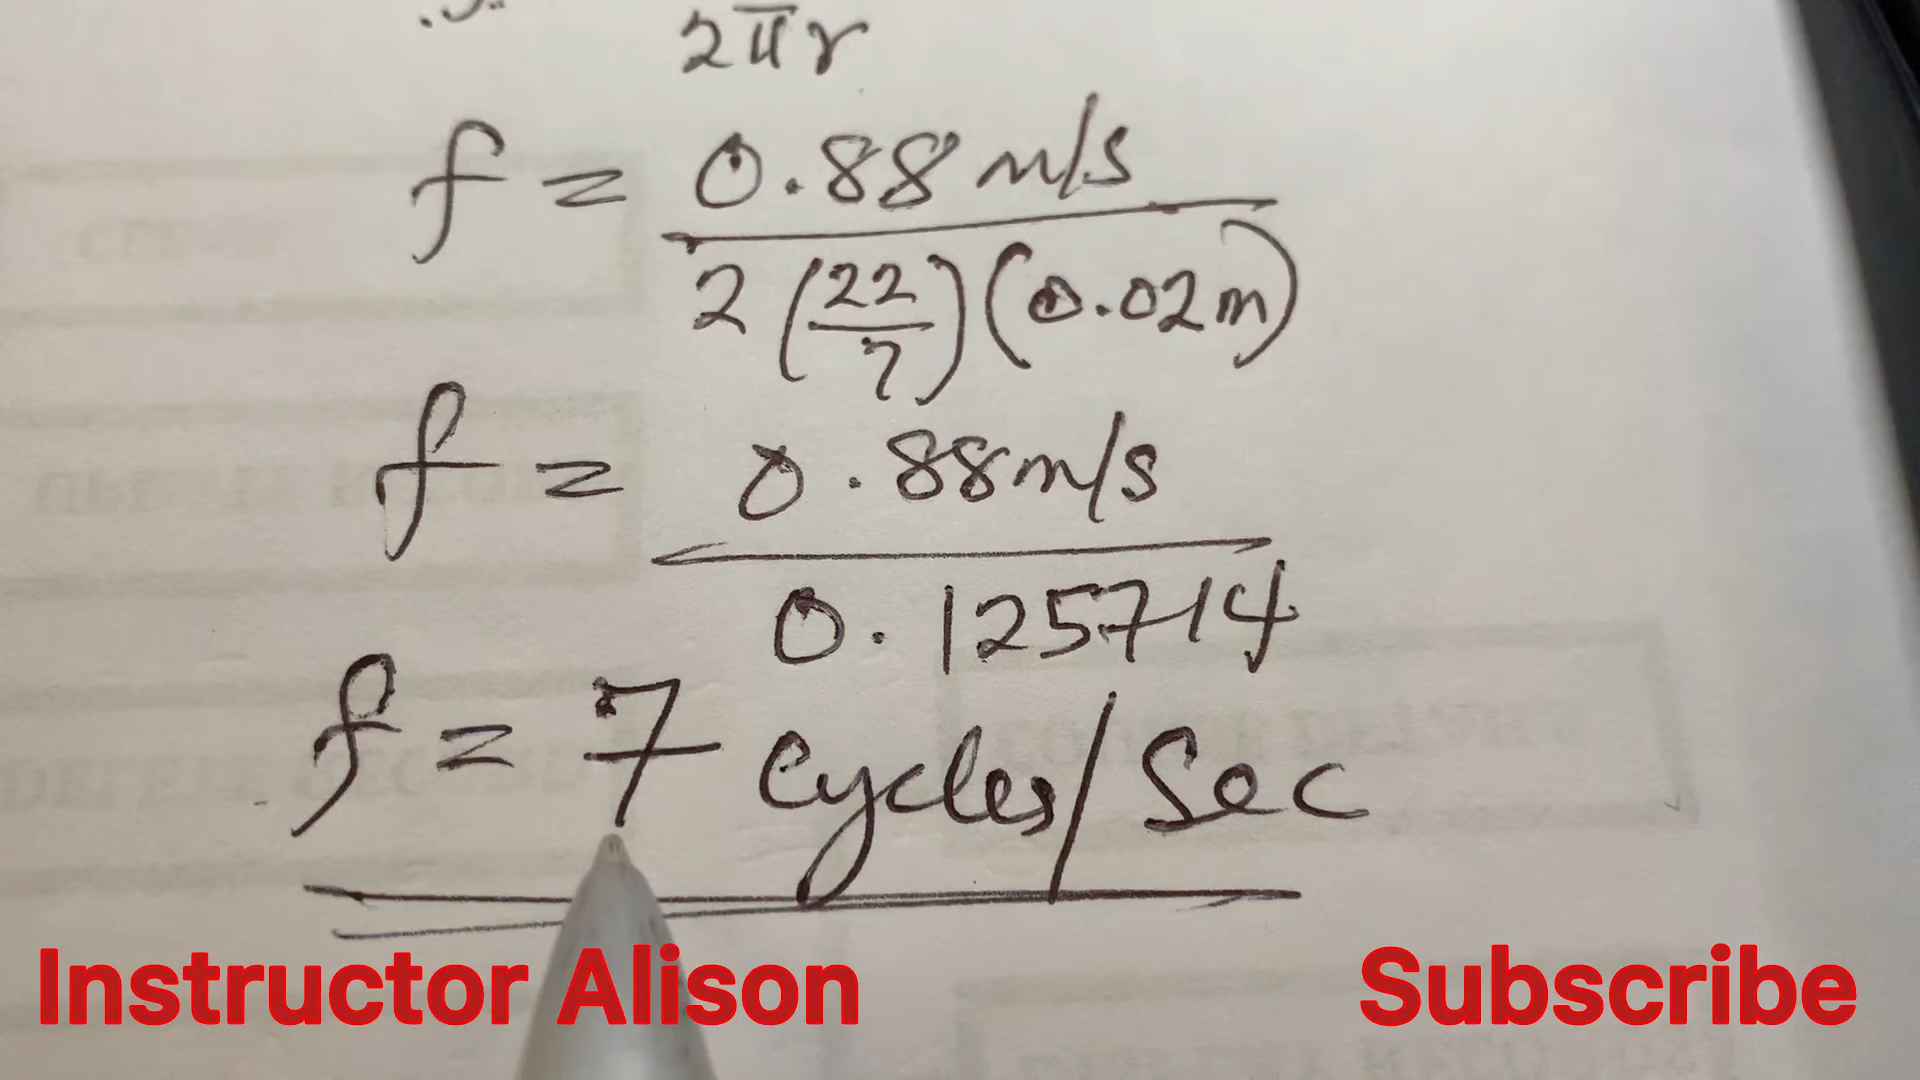 2πr
f = 0.88 m/s
2 (22/7) (0.02m)
f = 0.88m/s
0.125714
f = 7 cycles/Sec
Instructor Alison
Subscribe